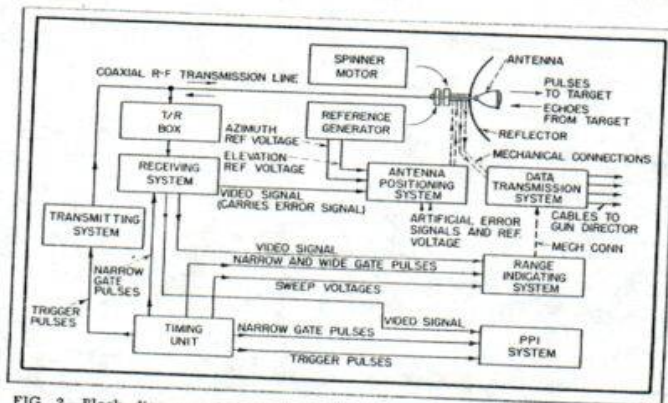 SPINNER
MOTOR
ANTENNA
COAXIAL R-F TRANSMISSION LINE
PULSES
TO TARGET
ECHOES
FROM TARGET
T/R
BOX
AZIMUTH
REF VOLTAGE
REFERENCE
GENERATOR
REFLECTOR
ELEVATION
REF VOLTAGE
MECHANICAL CONNECTIONS
RECEIVING
SYSTEM
ANTENNA
POSITIONING
SYSTEM
DATA
TRANSMISSION
SYSTEM
VIDEO SIGNAL
(CARRIES ERROR SIGNAL)
TRANSMITTING
SYSTEM
ARTIFICIAL ERROR
SIGNALS AND REF.
VOLTAGE
CABLES TO
GUN DIRECTOR
MECH CONN
VIDEO SIGNAL
NARROW
GATE
PULSES
NARROW AND WIDE GATE PULSES
RANGE
INDICATING
SYSTEM
SWEEP VOLTAGES
TRIGGER
PULSES
VIDEO SIGNAL
TIMING
UNIT
NARROW GATE PULSES
PPI
SYSTEM
TRIGGER PULSES
FIG. 2 Block